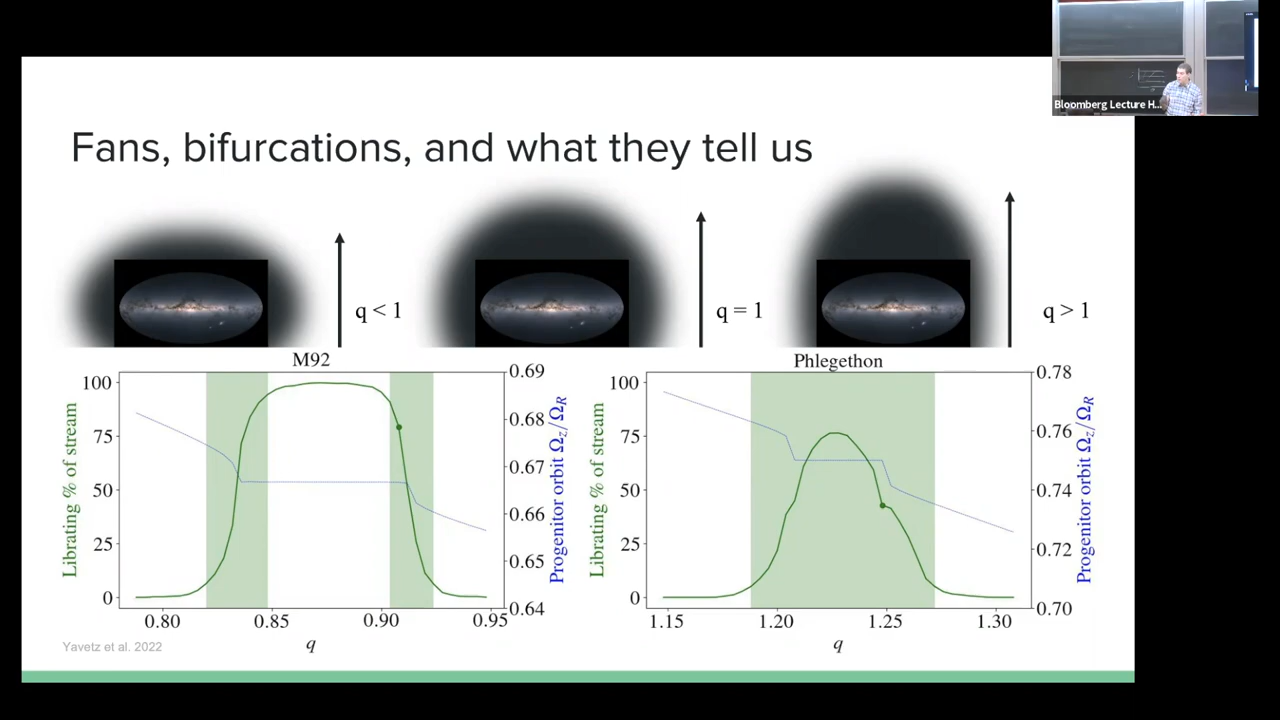 Bloomberg Lecture H...
Fans, bifurcations, and what they tell us
q < 1
q = 1
q > 1
M92
100
75
50
25
0
Librating % of stream
0.69
0.68
0.67
0.66
0.65
0.64
Progenitor orbit Ωz/ΩR
0.80
0.85
0.90
0.95
q
Phlegethon
100
75
50
25
0
Librating % of stream
0.78
0.76
0.74
0.72
0.70
Progenitor orbit Ωz/ΩR
1.15
1.20
1.25
1.30
q
Yavetz et al. 2022